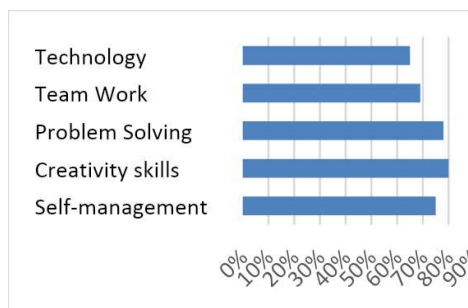 Technology
Team Work
Problem Solving
Creativity skills
Self-management
0% 10% 20% 30% 40% 50% 60% 70% 80% 90%